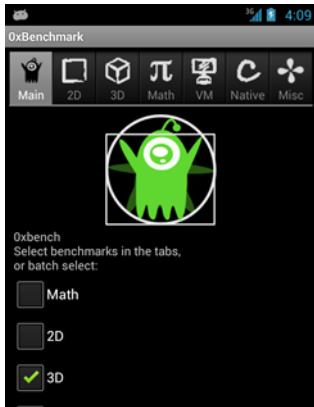 3G 4:09
0xBenchmark
Main 2D 3D Math VM Native Misc
0xbench
Select benchmarks in the tabs,
or batch select:
Math
2D
3D